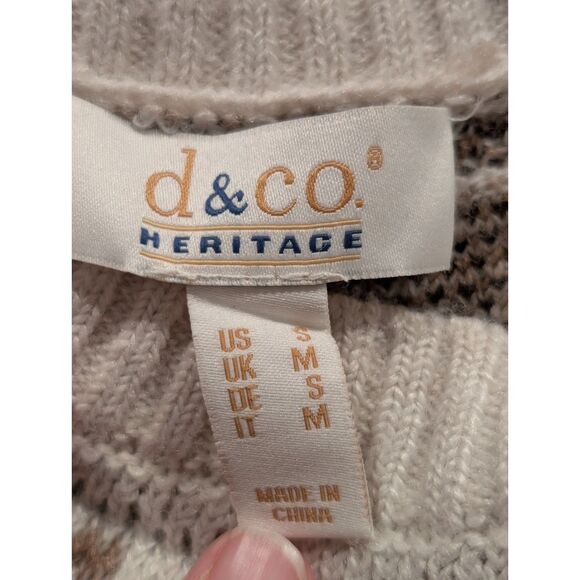 d&co.®
HERITAGE
US S
UK M
DE S
IT M
MADE IN
CHINA